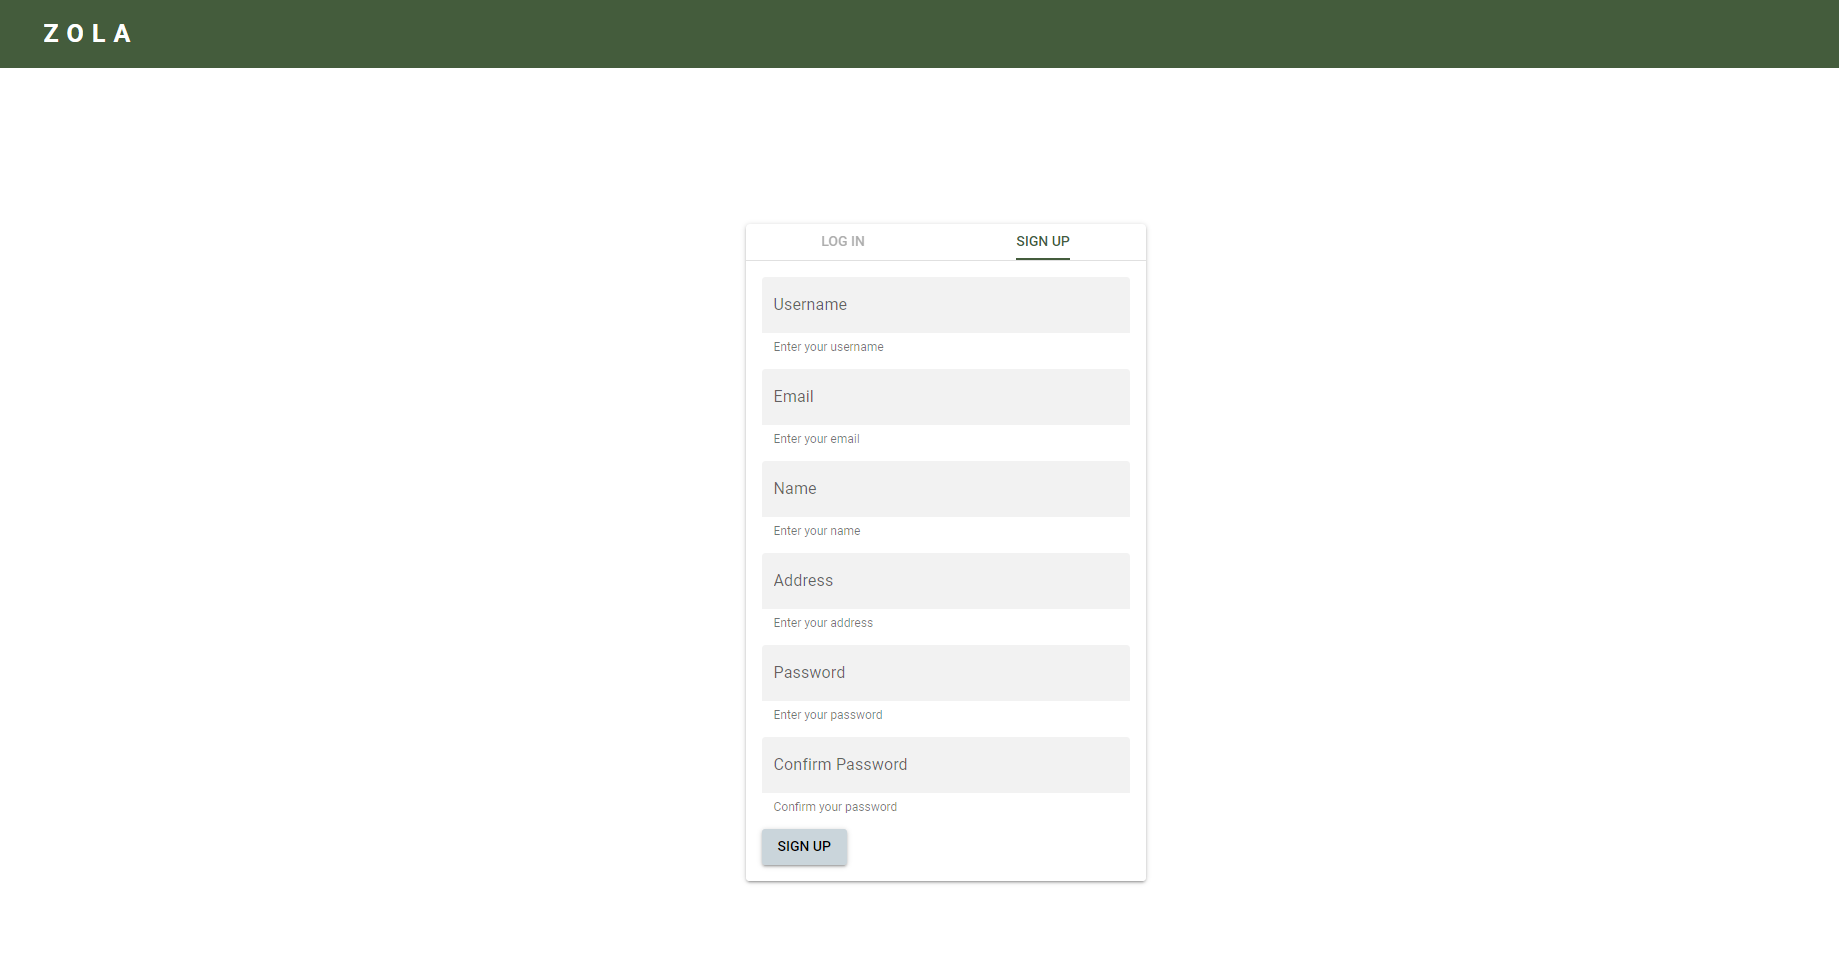 ZOLA
LOG IN SIGN UP
Username
Enter your username
Email
Enter your email
Name
Enter your name
Address
Enter your address
Password
Enter your password
Confirm Password
Confirm your password
SIGN UP